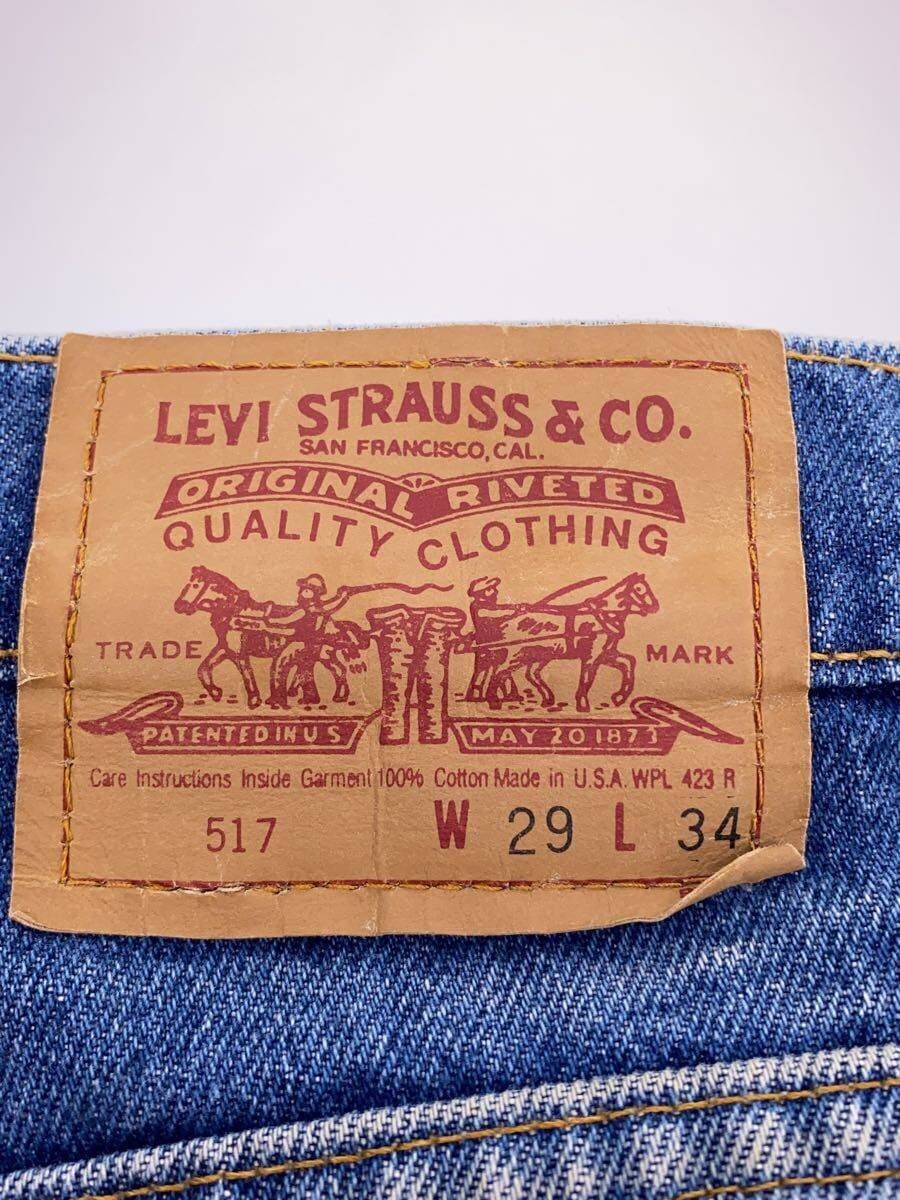 LEVI STRAUSS & CO.
SAN FRANCISCO, CAL.
ORIGINAL RIVETED
QUALITY CLOTHING
TRADE MARK
PATENTED IN U S MAY 20 1873
Care Instructions Inside Garment 100% Cotton Made in U.S.A. WPL 423 R
517 W 29 L 34